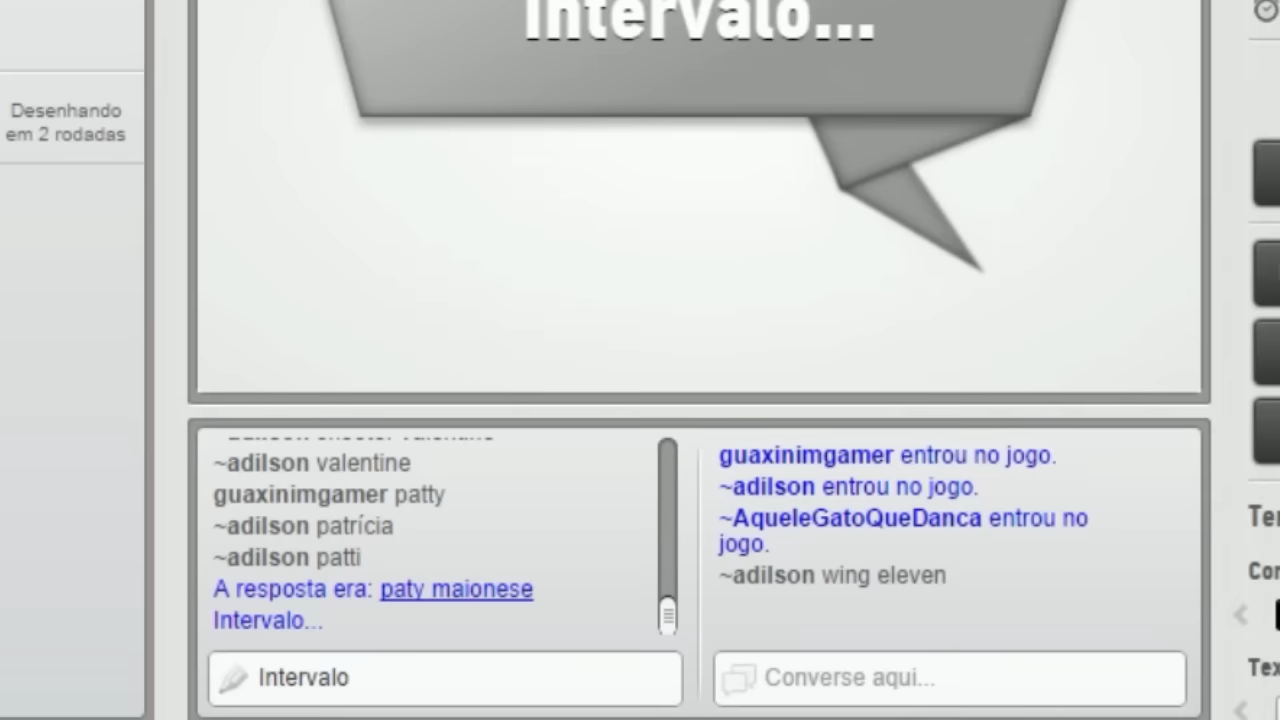 Intervalo...
Desenhando
em 2 rodadas
~adilson valentine
guaxinimgamer patty
~adilson patrícia
~adilson patti
A resposta era: paty maionese
Intervalo...
Intervalo
guaxinimgamer entrou no jogo.
~adilson entrou no jogo.
~AqueleGatoQueDanca entrou no
jogo.
~adilson wing eleven
Converse aqui...